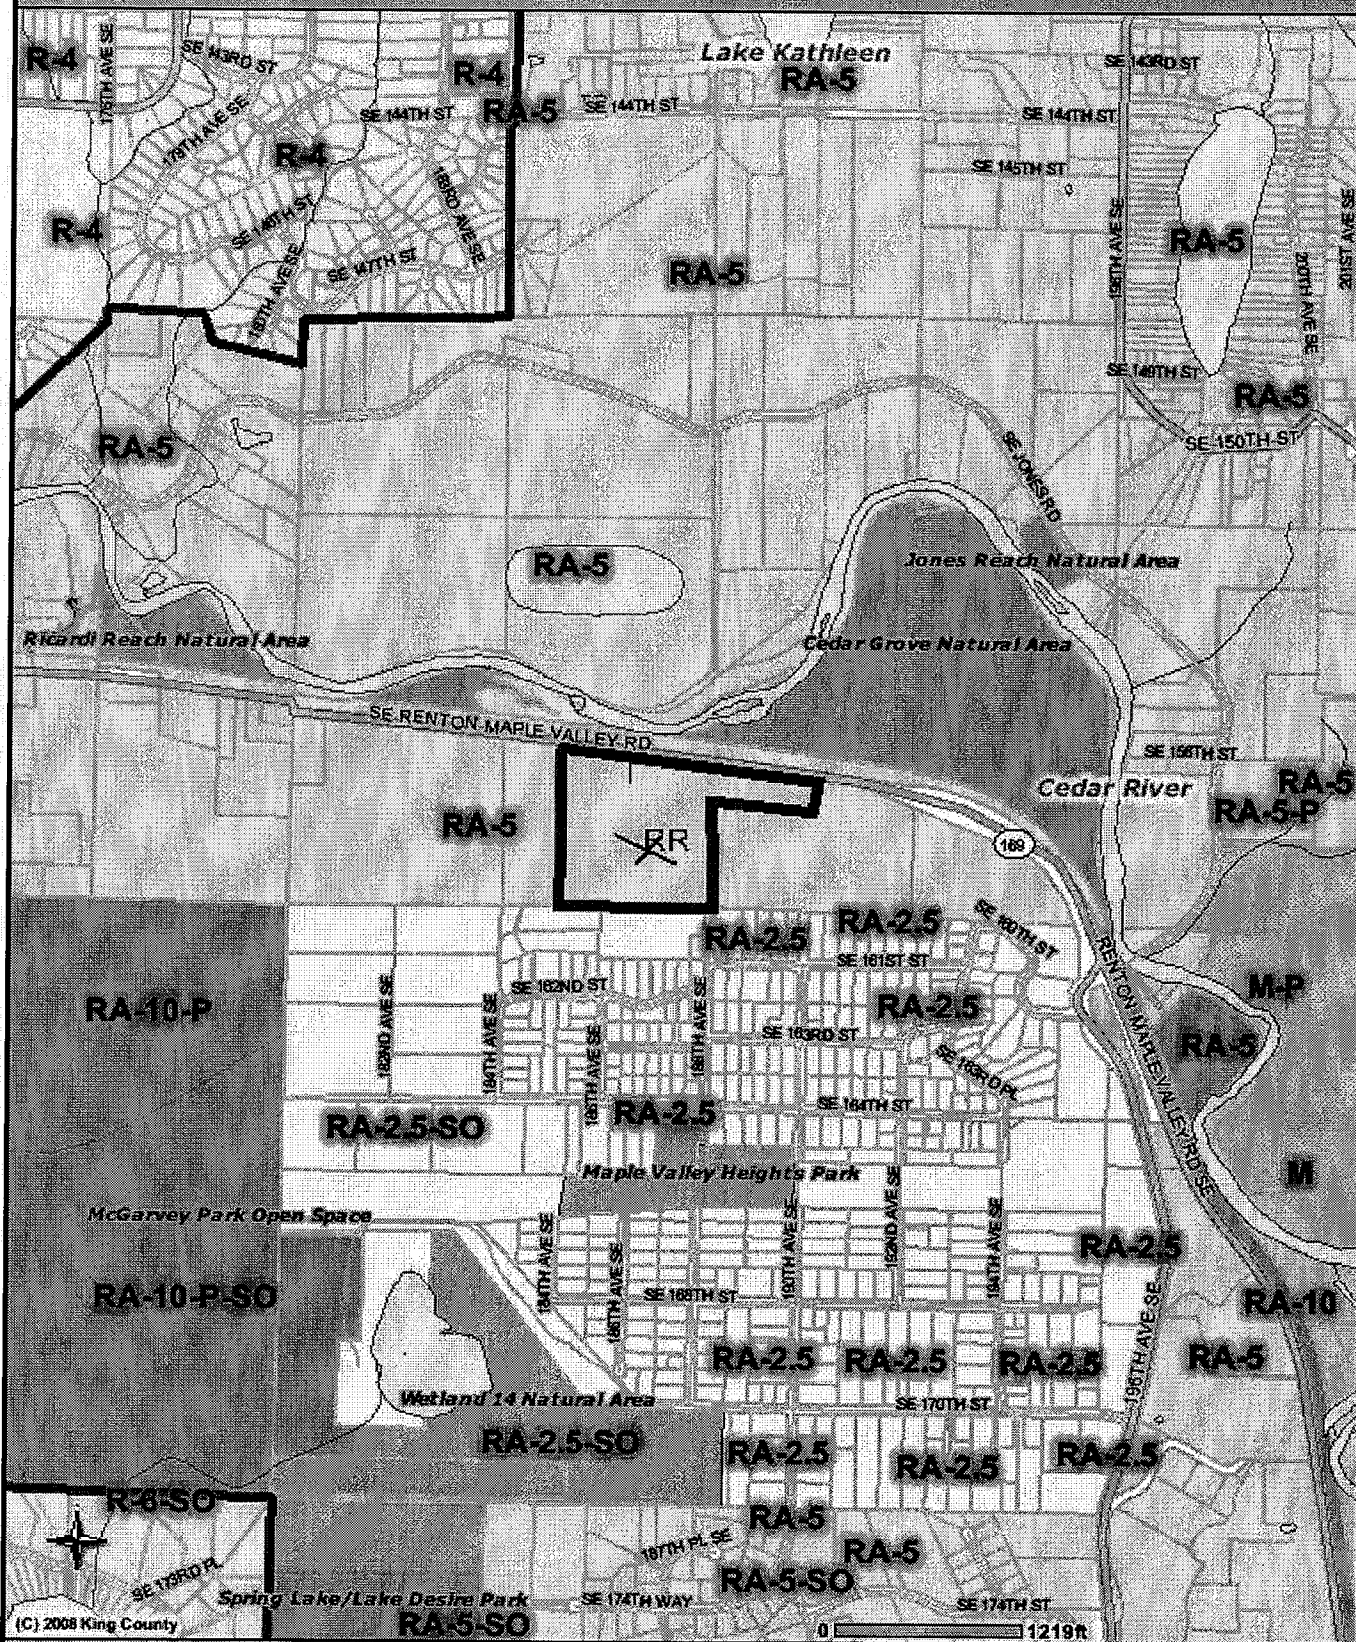 Lake Kathleen
R-4
SE 143RD ST
R-4
RA-5
SE 143RD ST
175TH AVE SE
SE 144TH ST
RA-5
SE 144TH ST
SE 144TH ST
179TH AVE SE
R-4
SE 145TH ST
183RD AVE SE
R-4
SE 146TH ST
196TH AVE SE
RA-5
201ST AVE SE
SE 147TH ST
RA-5
200TH AVE SE
SE 149TH ST
RA-5
RA-5
SE 150TH ST
SE JONES RD
RA-5
Jones Reach Natural Area
Ricardi Reach Natural Area
Cedar Grove Natural Area
SE RENTON-MAPLE VALLEY RD
SE 156TH ST
Cedar River
RA-5
RA-5-P
RA-5
RR
169
RA-2.5
RA-2.5
SE 160TH ST
SE 161ST ST
RENTON-MAPLE VALLEY RD SE
SE 162ND ST
M-P
RA-10-P
RA-2.5
182ND AVE SE
184TH AVE SE
186TH AVE SE
188TH AVE SE
SE 163RD ST
SE 163RD PL
RA-5
RA-2.5-SO
RA-2.5
SE 164TH ST
Maple Valley Heights Park
M
McGarvey Park Open Space
184TH AVE SE
186TH AVE SE
190TH AVE SE
192ND AVE SE
194TH AVE SE
RA-2.5
RA-10-P-SO
SE 168TH ST
RA-10
196TH AVE SE
RA-2.5
RA-2.5
RA-2.5
RA-5
Wetland 14 Natural Area
SE 170TH ST
RA-2.5-SO
RA-2.5
RA-2.5
RA-2.5
R-6-SO
RA-5
187TH PL SE
RA-5
SE 173RD PL
RA-5-SO
Spring Lake/Lake Desire Park
SE 174TH WAY
SE 174TH ST
(C) 2008 King County
RA-5-SO
0
1219ft